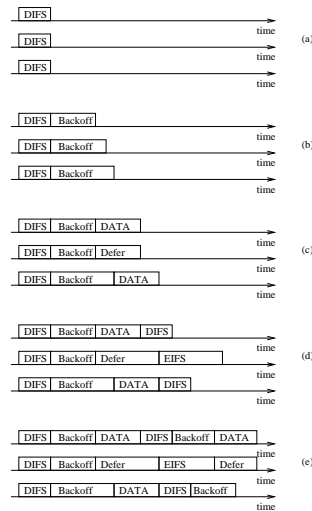 DIFS
time
DIFS
time
DIFS
time
(a)
DIFS Backoff
time
DIFS Backoff
time
DIFS Backoff
time
(b)
DIFS Backoff DATA
time
DIFS Backoff Defer
time
DIFS Backoff DATA
time
(c)
DIFS Backoff DATA DIFS
time
DIFS Backoff Defer EIFS
time
DIFS Backoff DATA DIFS
time
(d)
DIFS Backoff DATA DIFS Backoff DATA
time
DIFS Backoff Defer EIFS Defer
time
DIFS Backoff DATA DIFS Backoff
time
(e)